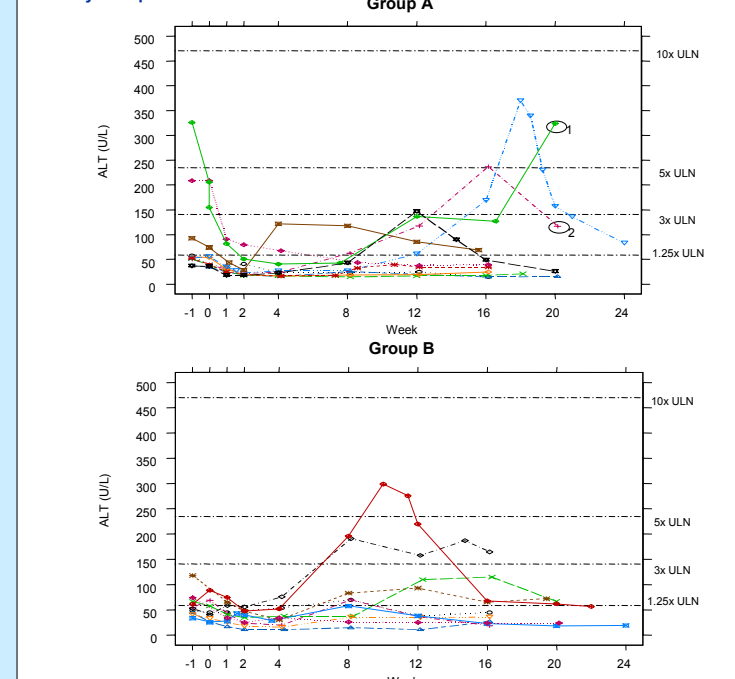 Group A
500
450
400
350
300
250
200
150
100
50
0
ALT (U/L)
10x ULN
5x ULN
3x ULN
1.25x ULN
1
2
-1 0 1 2 4 8 12 16 20 24
Week
Group B
500
450
400
350
300
250
200
150
100
50
0
ALT (U/L)
10x ULN
5x ULN
3x ULN
1.25x ULN
-1 0 1 2 4 8 12 16 20 24